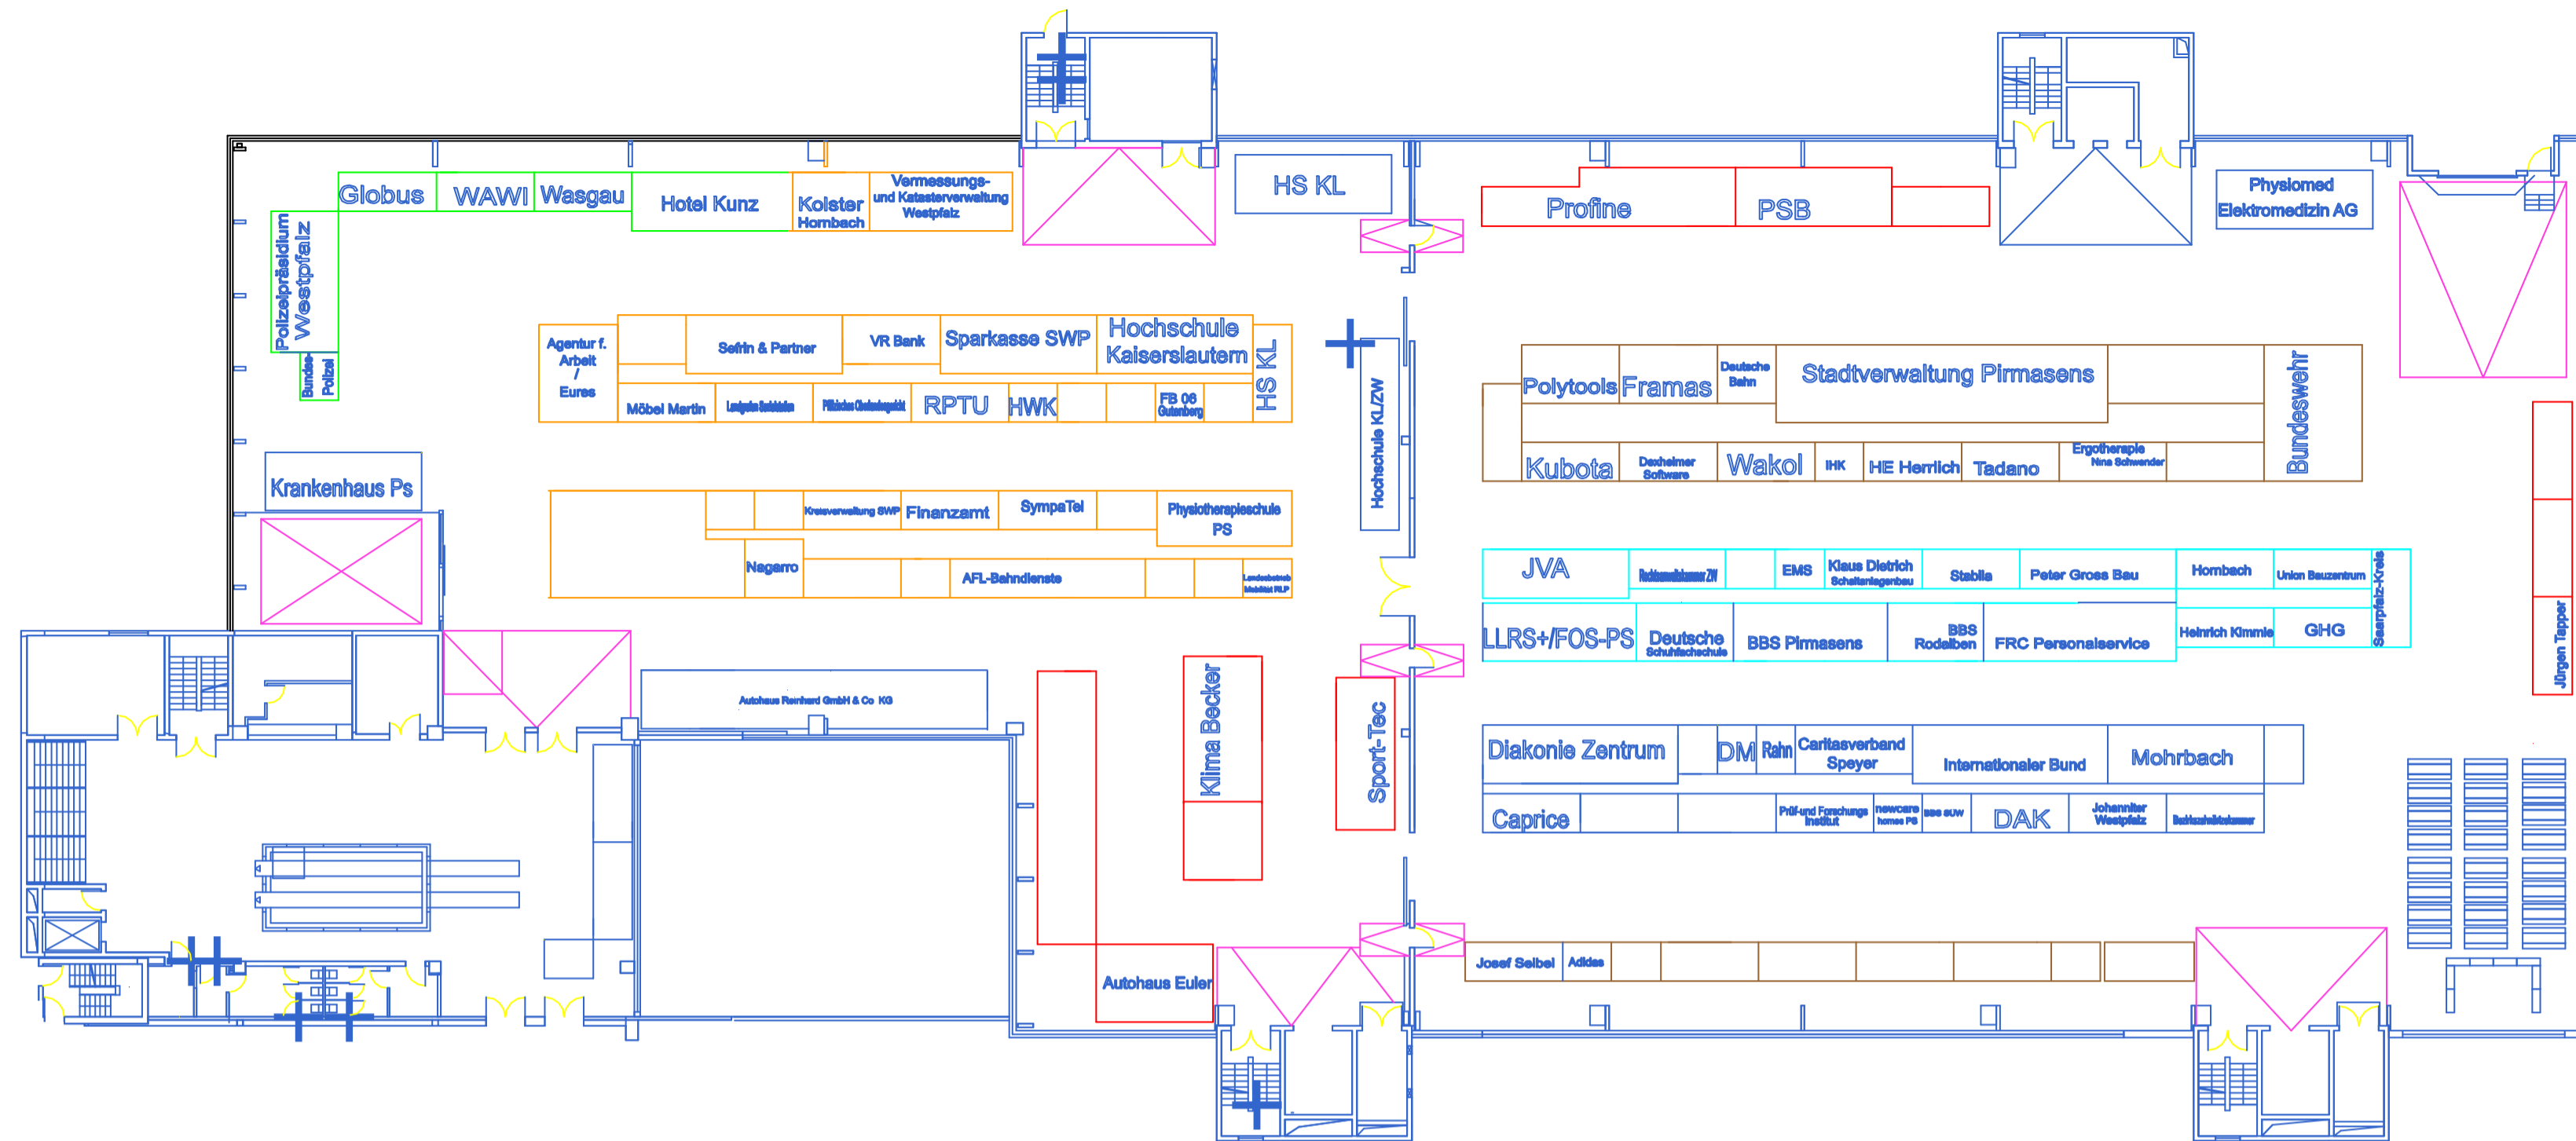 Globus
WAWI
Wasgau
Hotel Kunz
Kolster
Hornbach
Vermessungs-
und Katasterverwaltung
Westpfalz
HS KL
Profine
PSB
Physiomed
Elektromedizin AG
Polizeipräsidium
Westpfalz
Bundes-
Polizei
Krankenhaus Ps
Agentur f.
Arbeit
/
Eures
Sefrin & Partner
VR Bank
Sparkasse SWP
Hochschule
Kaiserslautern
HS KL
Möbel Martin
RPTU
HWK
FB 06
Gutenberg
Hochschule KL/ZW
Polytools
Framas
Deutsche
Bahn
Stadtverwaltung Pirmasens
Bundeswehr
Kubota
Dexheimer
Software
Wakol
IHK
HE Herrlich
Tadano
Ergotherapie
Nina Schwender
Kreisverwaltung SWP
Finanzamt
SympaTel
Physiotherapieschule
PS
Nagarro
AFL-Bahndienste
Landesbetrieb
Mobilität RLP
JVA
Rechtsanwaltskammer ZW
EMS
Klaus Dietrich
Schaltanlagenbau
Stabila
Peter Gross Bau
Hornbach
Union Bauzentrum
Saarpfalz-Kreis
LLRS+/FOS-PS
Deutsche
Schuhfachschule
BBS Pirmasens
BBS
Rodalben
FRC Personalservice
Heinrich Kimmle
GHG
Jürgen Tapper
Autohaus Reinhard GmbH & Co KG
Klima Becker
Sport-Tec
Diakonie Zentrum
DM
Rahn
Caritasverband
Speyer
Internationaler Bund
Mohrbach
Caprice
Prüf-und Forschungs
Institut
newcare
homes PS
BBS SÜW
DAK
Johanniter
Westpfalz
Autohaus Euler
Josef Seibel
Adidas